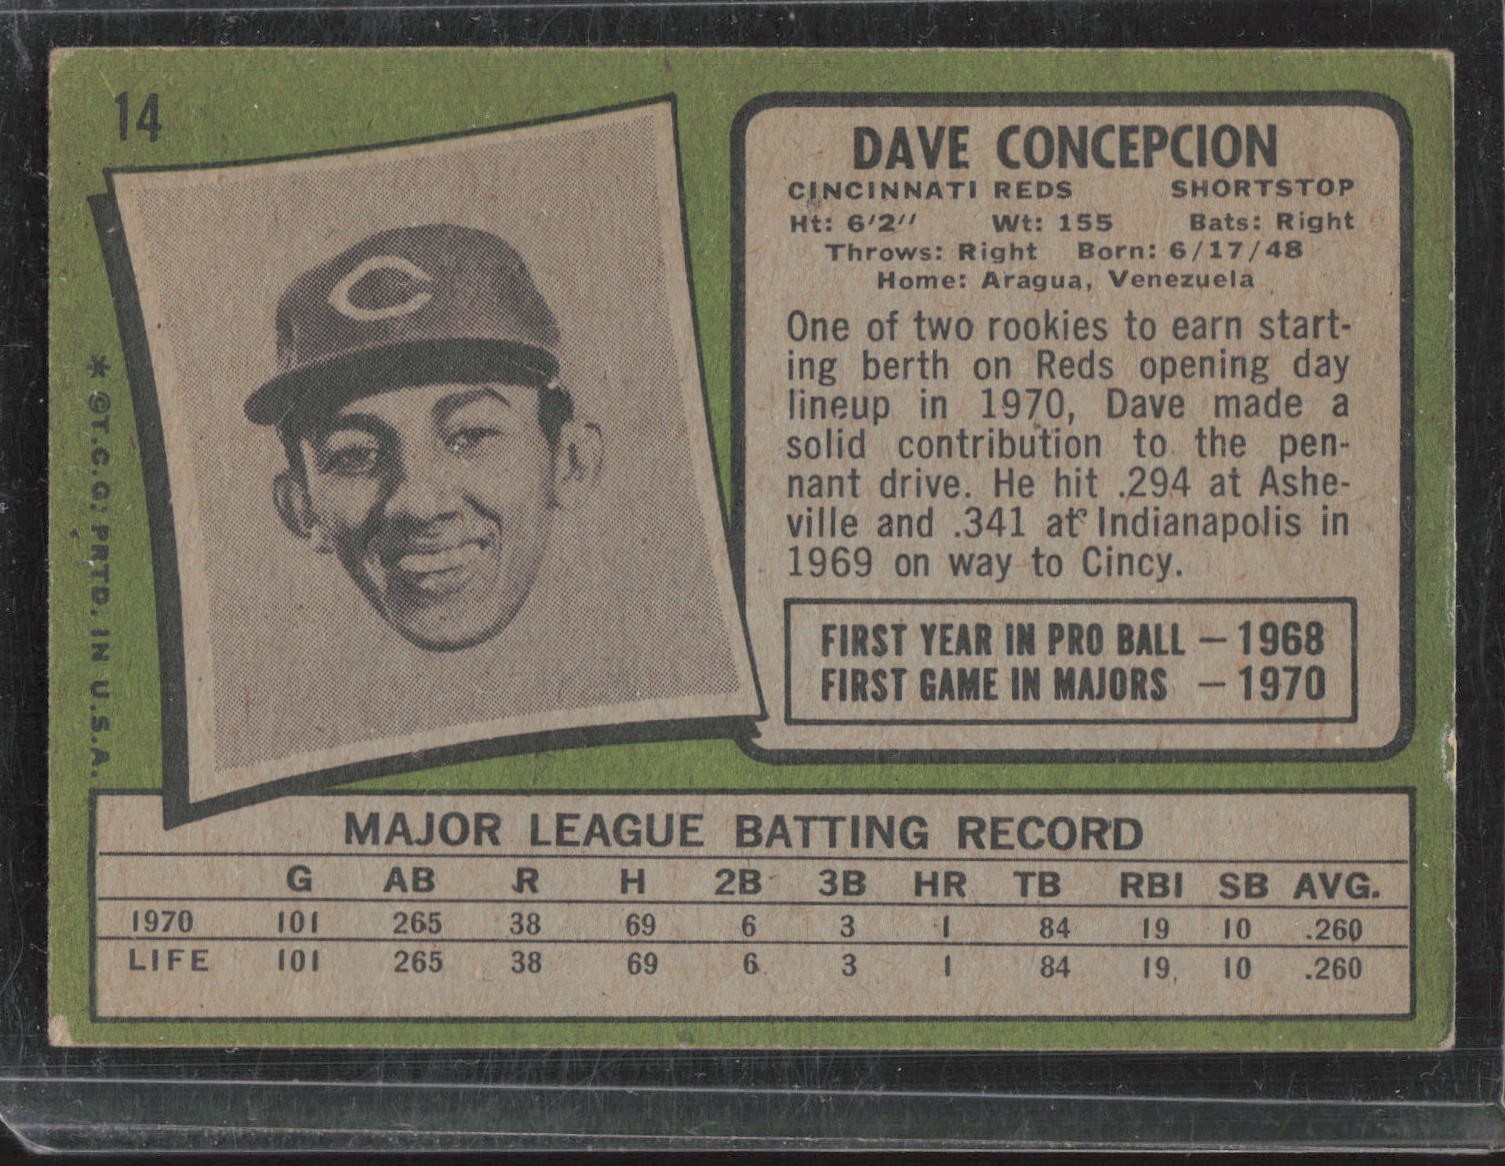 14
DAVE CONCEPCION
CINCINNATI REDS SHORTSTOP
Ht: 6'2" Wt: 155 Bats: Right
Throws: Right Born: 6/17/48
Home: Aragua, Venezuela
One of two rookies to earn start-
ing berth on Reds opening day
lineup in 1970, Dave made a
solid contribution to the pen-
nant drive. He hit .294 at Ashe-
ville and .341 at Indianapolis in
1969 on way to Cincy.
FIRST YEAR IN PRO BALL — 1968
FIRST GAME IN MAJORS — 1970
* ©T.C.G. PRTD. IN U.S.A.
MAJOR LEAGUE BATTING RECORD
G AB R H 2B 3B HR TB RBI SB AVG.
1970 101 265 38 69 6 3 1 84 19 10 .260
LIFE 101 265 38 69 6 3 1 84 19 10 .260